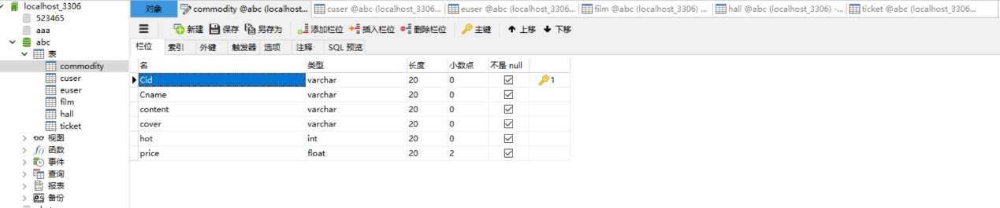 localhost_3306
523465
aaa
abc
表
commodity
cuser
euser
film
hall
ticket
视图
函数
事件
查询
报表
备份
对象 commodity @abc (localhost... cuser @abc (localhost_3306... euser @abc (localhost_3306... film @abc (localhost_3306) ... hall @abc (localhost_3306) -... ticket @abc (localhost_3306...
新建 保存 另存为 添加栏位 插入栏位 删除栏位 主键 上移 下移
栏位 索引 外键 触发器 选项 注释 SQL 预览
名 类型 长度 小数点 不是 null
Cid varchar 20 0 1
Cname varchar 20 0
content varchar 20 0
cover varchar 20 0
hot int 20 0
price float 20 2